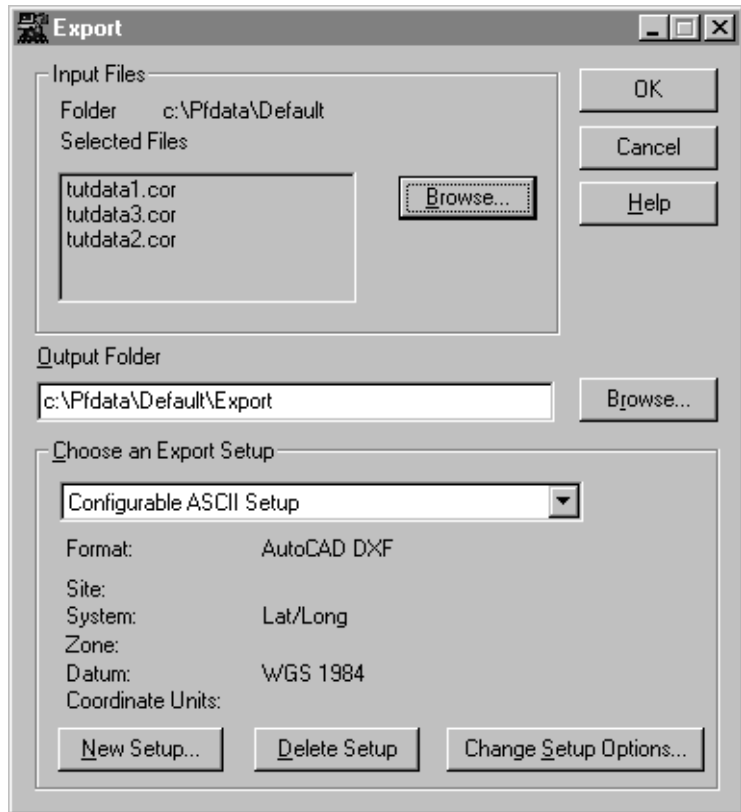 Export
Input Files
Folder c:\Pfdata\Default
Selected Files
tutdata1.cor
tutdata3.cor
tutdata2.cor
Browse...
OK
Cancel
Help
Output Folder
c:\Pfdata\Default\Export
Browse...
Choose an Export Setup
Configurable ASCII Setup
Format: AutoCAD DXF
Site:
System: Lat/Long
Zone:
Datum: WGS 1984
Coordinate Units:
New Setup... Delete Setup Change Setup Options...